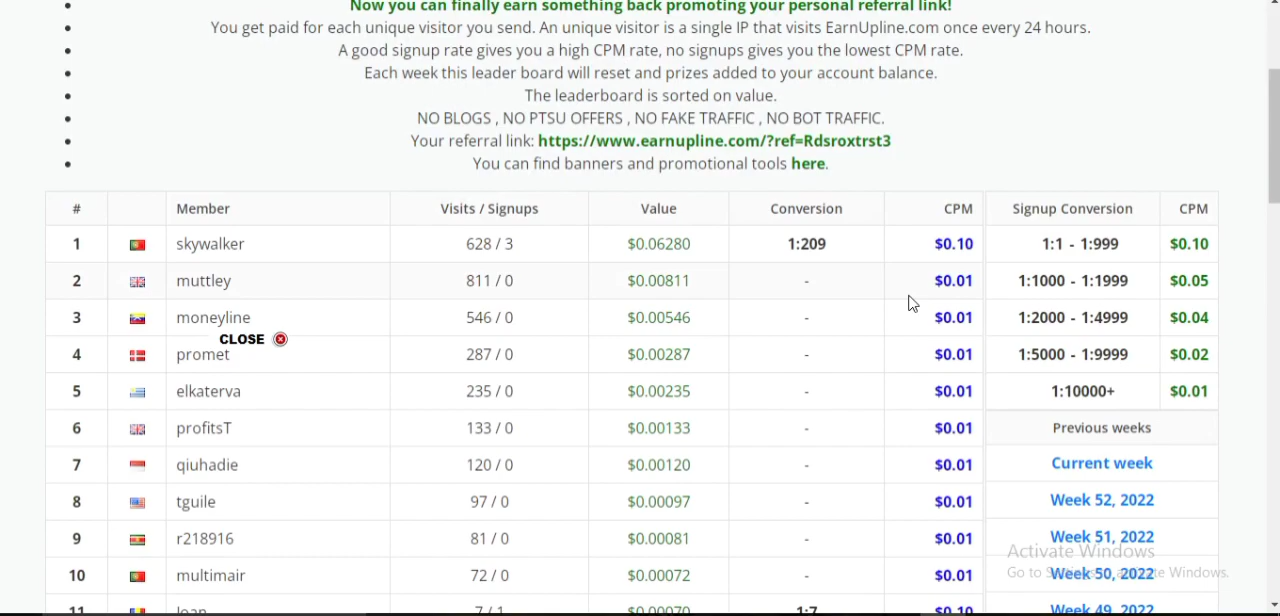 Now you can finally earn something back promoting your personal referral link!
You get paid for each unique visitor you send. An unique visitor is a single IP that visits EarnUpline.com once every 24 hours.
A good signup rate gives you a high CPM rate, no signups gives you the lowest CPM rate.
Each week this leader board will reset and prizes added to your account balance.
The leaderboard is sorted on value.
NO BLOGS , NO PTSU OFFERS , NO FAKE TRAFFIC , NO BOT TRAFFIC.
Your referral link: https://www.earnupline.com/?ref=Rdsroxtrst3
You can find banners and promotional tools here.
# Member Visits / Signups Value Conversion CPM Signup Conversion CPM
1 skywalker 628 / 3 $0.06280 1:209 $0.10 1:1 - 1:999 $0.10
2 muttley 811 / 0 $0.00811 - $0.01 1:1000 - 1:1999 $0.05
3 moneyline 546 / 0 $0.00546 - $0.01 1:2000 - 1:4999 $0.04
CLOSE
4 promet 287 / 0 $0.00287 - $0.01 1:5000 - 1:9999 $0.02
5 elkaterva 235 / 0 $0.00235 - $0.01 1:10000+ $0.01
6 profitsT 133 / 0 $0.00133 - $0.01 Previous weeks
7 qiuhadie 120 / 0 $0.00120 - $0.01 Current week
8 tguile 97 / 0 $0.00097 - $0.01 Week 52, 2022
9 r218916 81 / 0 $0.00081 - $0.01 Week 51, 2022
Activate Windows
10 multimair 72 / 0 $0.00072 - $0.01 Week 50, 2022
Go to Windows.
11 7 / 1 $0.00070 1:7 $0.10 Week 49, 2022